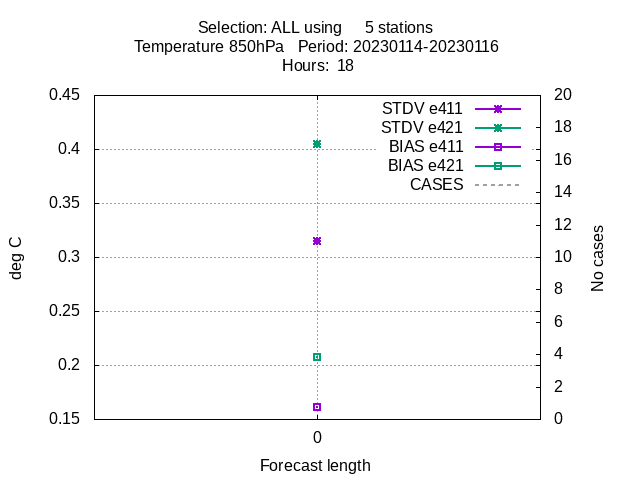 Selection: ALL using     5 stations
Temperature 850hPa   Period: 20230114-20230116
Hours:  18
0.45
0.4
0.35
0.3
0.25
0.2
0.15
deg C
STDV e411
STDV e421
BIAS e411
BIAS e421
CASES
20
18
16
14
12
10
8
6
4
2
0
No cases
0
Forecast length